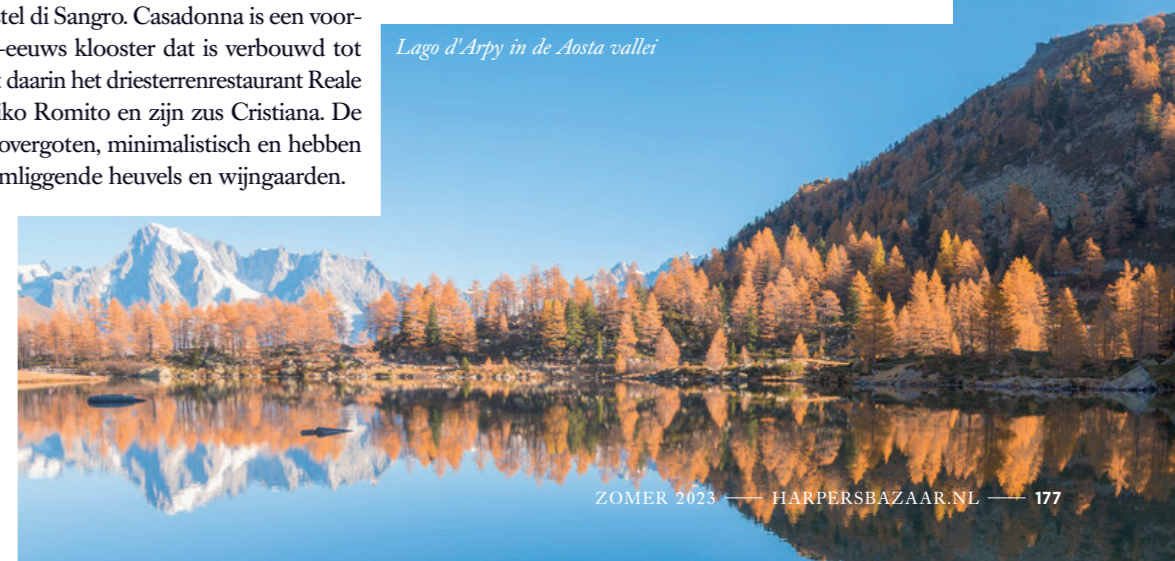 stel di Sangro. Casadonna is een voor-
-eeuws klooster dat is verbouwd tot
daarin het driesterrenrestaurant Reale
iko Romito en zijn zus Cristiana. De
overgoten, minimalistisch en hebben
mliggende heuvels en wijngaarden.
Lago d'Arpy in de Aosta vallei
ZOMER 2023 — HARPERSBAZAAR.NL — 177